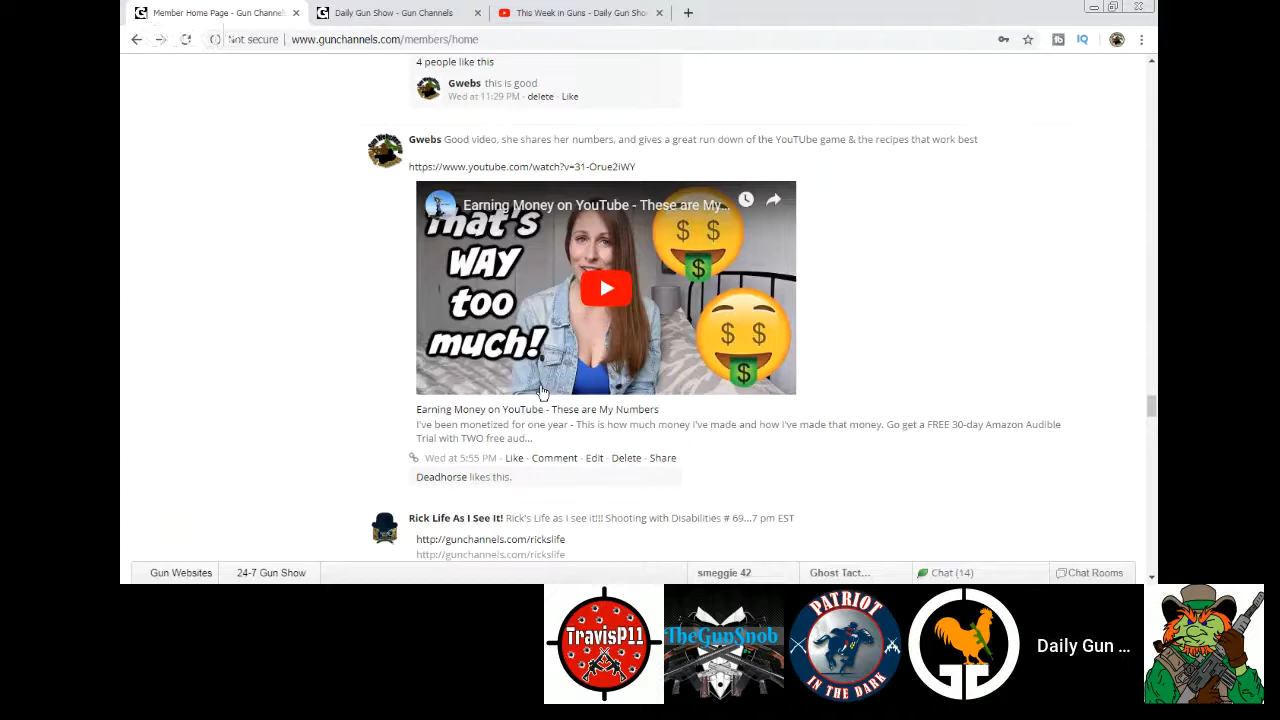 Member Home Page - Gun Channels
Daily Gun Show - Gun Channels
This Week in Guns - Daily Gun Sho
Not secure
www.gunchannels.com/members/home
4 people like this
Gwebs this is good
Wed at 11:29 PM · delete · Like
Gwebs Good video, she shares her numbers, and gives a great run down of the YouTUbe game & the recipes that work best
https://www.youtube.com/watch?v=31-Orue2iWY
Earning Money on YouTube - These are My...
That's
WAY
too
much!
Earning Money on YouTube - These are My Numbers
I've been monetized for one year - This is how much money I've made and how I've made that money. Go get a FREE 30-day Amazon Audible
Trial with TWO free aud...
Wed at 5:55 PM · Like · Comment · Edit · Delete · Share
Deadhorse likes this.
Rick Life As I See It! Rick's Life as I see it!!! Shooting with Disabilities # 69...7 pm EST
http://gunchannels.com/rickslife
http://gunchannels.com/rickslife
Gun Websites
24-7 Gun Show
smeggie 42
Ghost Tact...
Chat (14)
Chat Rooms
TravisP11
TheGunSnob
PATRIOT
IN THE DARK
Daily Gun ...